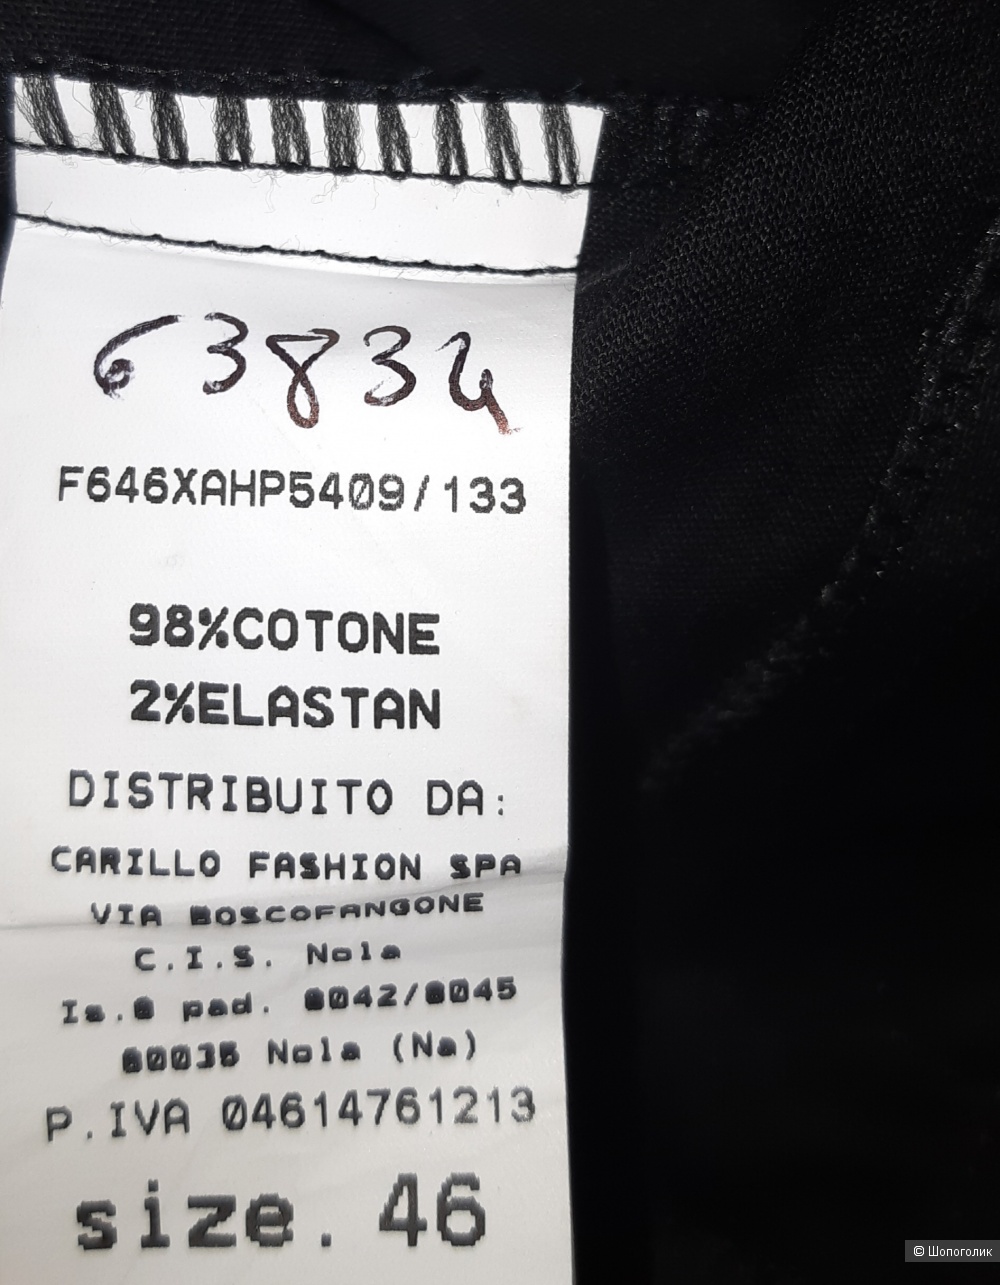 63834
F646XAHP5409/133
98%COTONE
2%ELASTAN
DISTRIBUITO DA:
CARILLO FASHION SPA
VIA BOSCOFANGONE
C.I.S. Nola
Is.8 pad. 8042/8045
80035 Nola (Na)
P.IVA 04614761213
size. 46
© Шопоголик